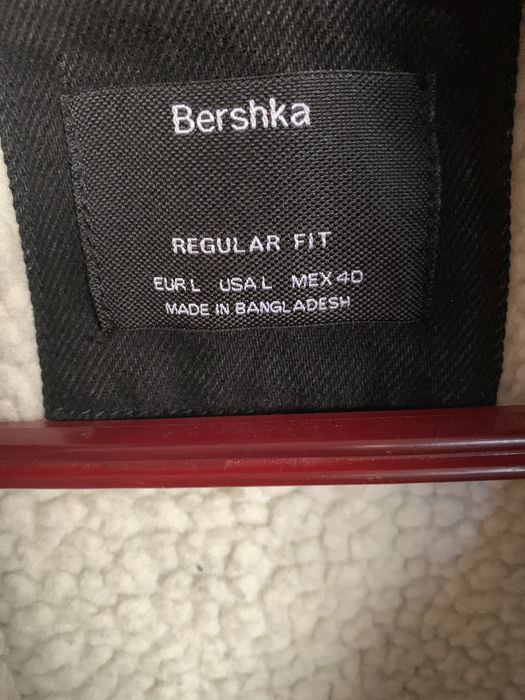 Bershka
REGULAR FIT
EUR L USA L MEX 40
MADE IN BANGLADESH